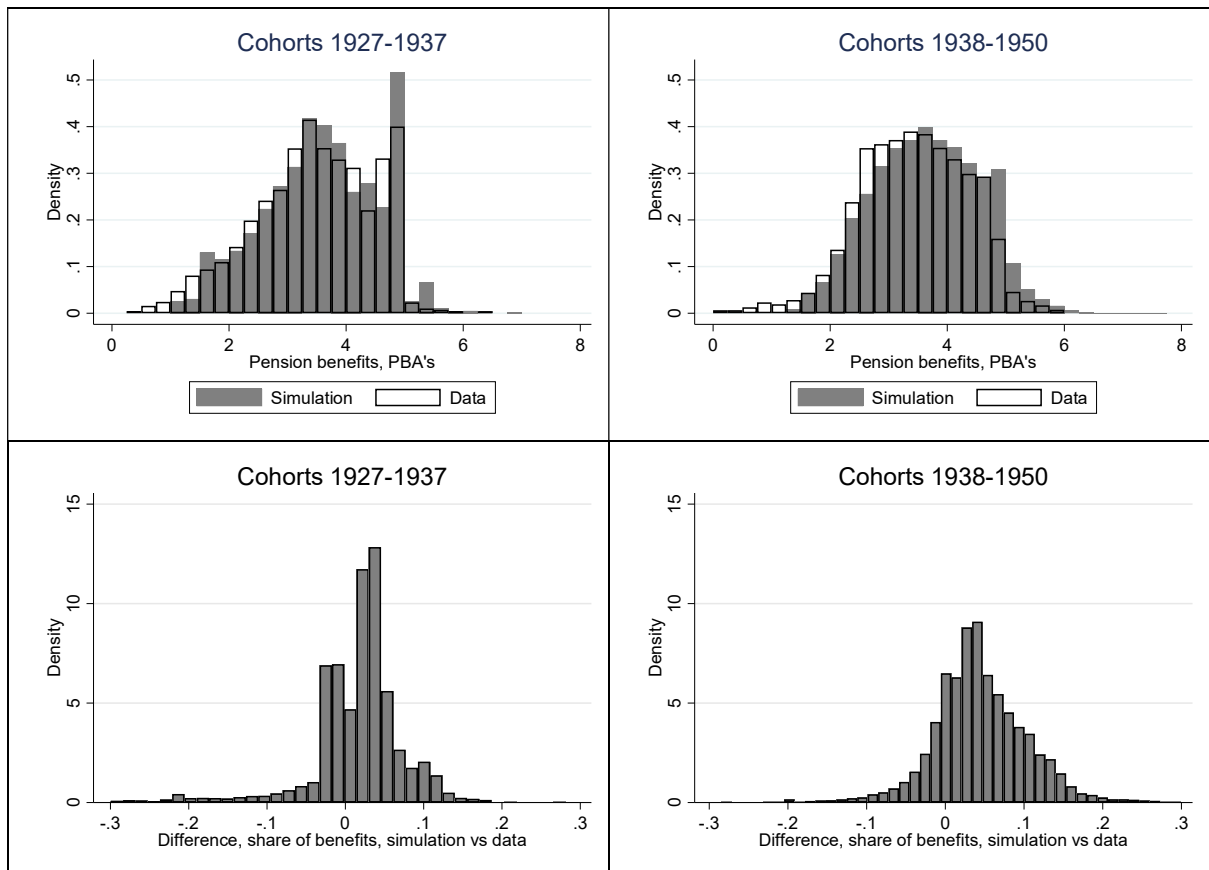 Cohorts 1927-1937
.5
.4
.3
.2
.1
0
Density
0 2 4 6 8
Pension benefits, PBA's
Simulation Data
Cohorts 1938-1950
.5
.4
.3
.2
.1
0
Density
0 2 4 6 8
Pension benefits, PBA's
Simulation Data
Cohorts 1927-1937
15
10
5
0
Density
-.3 -.2 -.1 0 .1 .2 .3
Difference, share of benefits, simulation vs data
Cohorts 1938-1950
15
10
5
0
Density
-.3 -.2 -.1 0 .1 .2 .3
Difference, share of benefits, simulation vs data